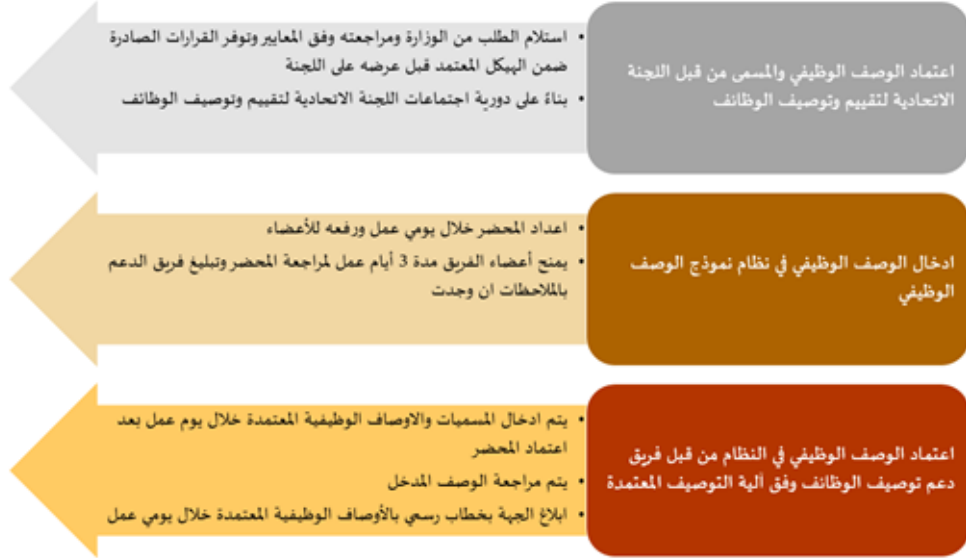 اعتماد الوصف الوظيفي والمسمى من قبل اللجنة
الاتحادية لتقييم وتوصيف الوظائف
• استلام الطلب من الوزارة ومراجعته وفق المعايير وتوفر القرارات الصادرة
ضمن الهيكل المعتمد قبل عرضه على اللجنة
• بناءً على دورية اجتماعات اللجنة الاتحادية لتقييم وتوصيف الوظائف
ادخال الوصف الوظيفي في نظام نموذج الوصف
الوظيفي
• اعداد المحضر خلال يومي عمل ورفعه للأعضاء
• يمنح أعضاء الفريق مدة 3 أيام عمل لمراجعة المحضر وتبليغ فريق الدعم
بالملاحظات ان وجدت
اعتماد الوصف الوظيفي في النظام من قبل فريق
دعم توصيف الوظائف وفق آلية التوصيف المعتمدة
• يتم ادخال المسميات والاوصاف الوظيفية المعتمدة خلال يوم عمل بعد
اعتماد المحضر
• يتم مراجعة الوصف المدخل
• ابلاغ الجهة بخطاب رسمي بالأوصاف الوظيفية المعتمدة خلال يومي عمل